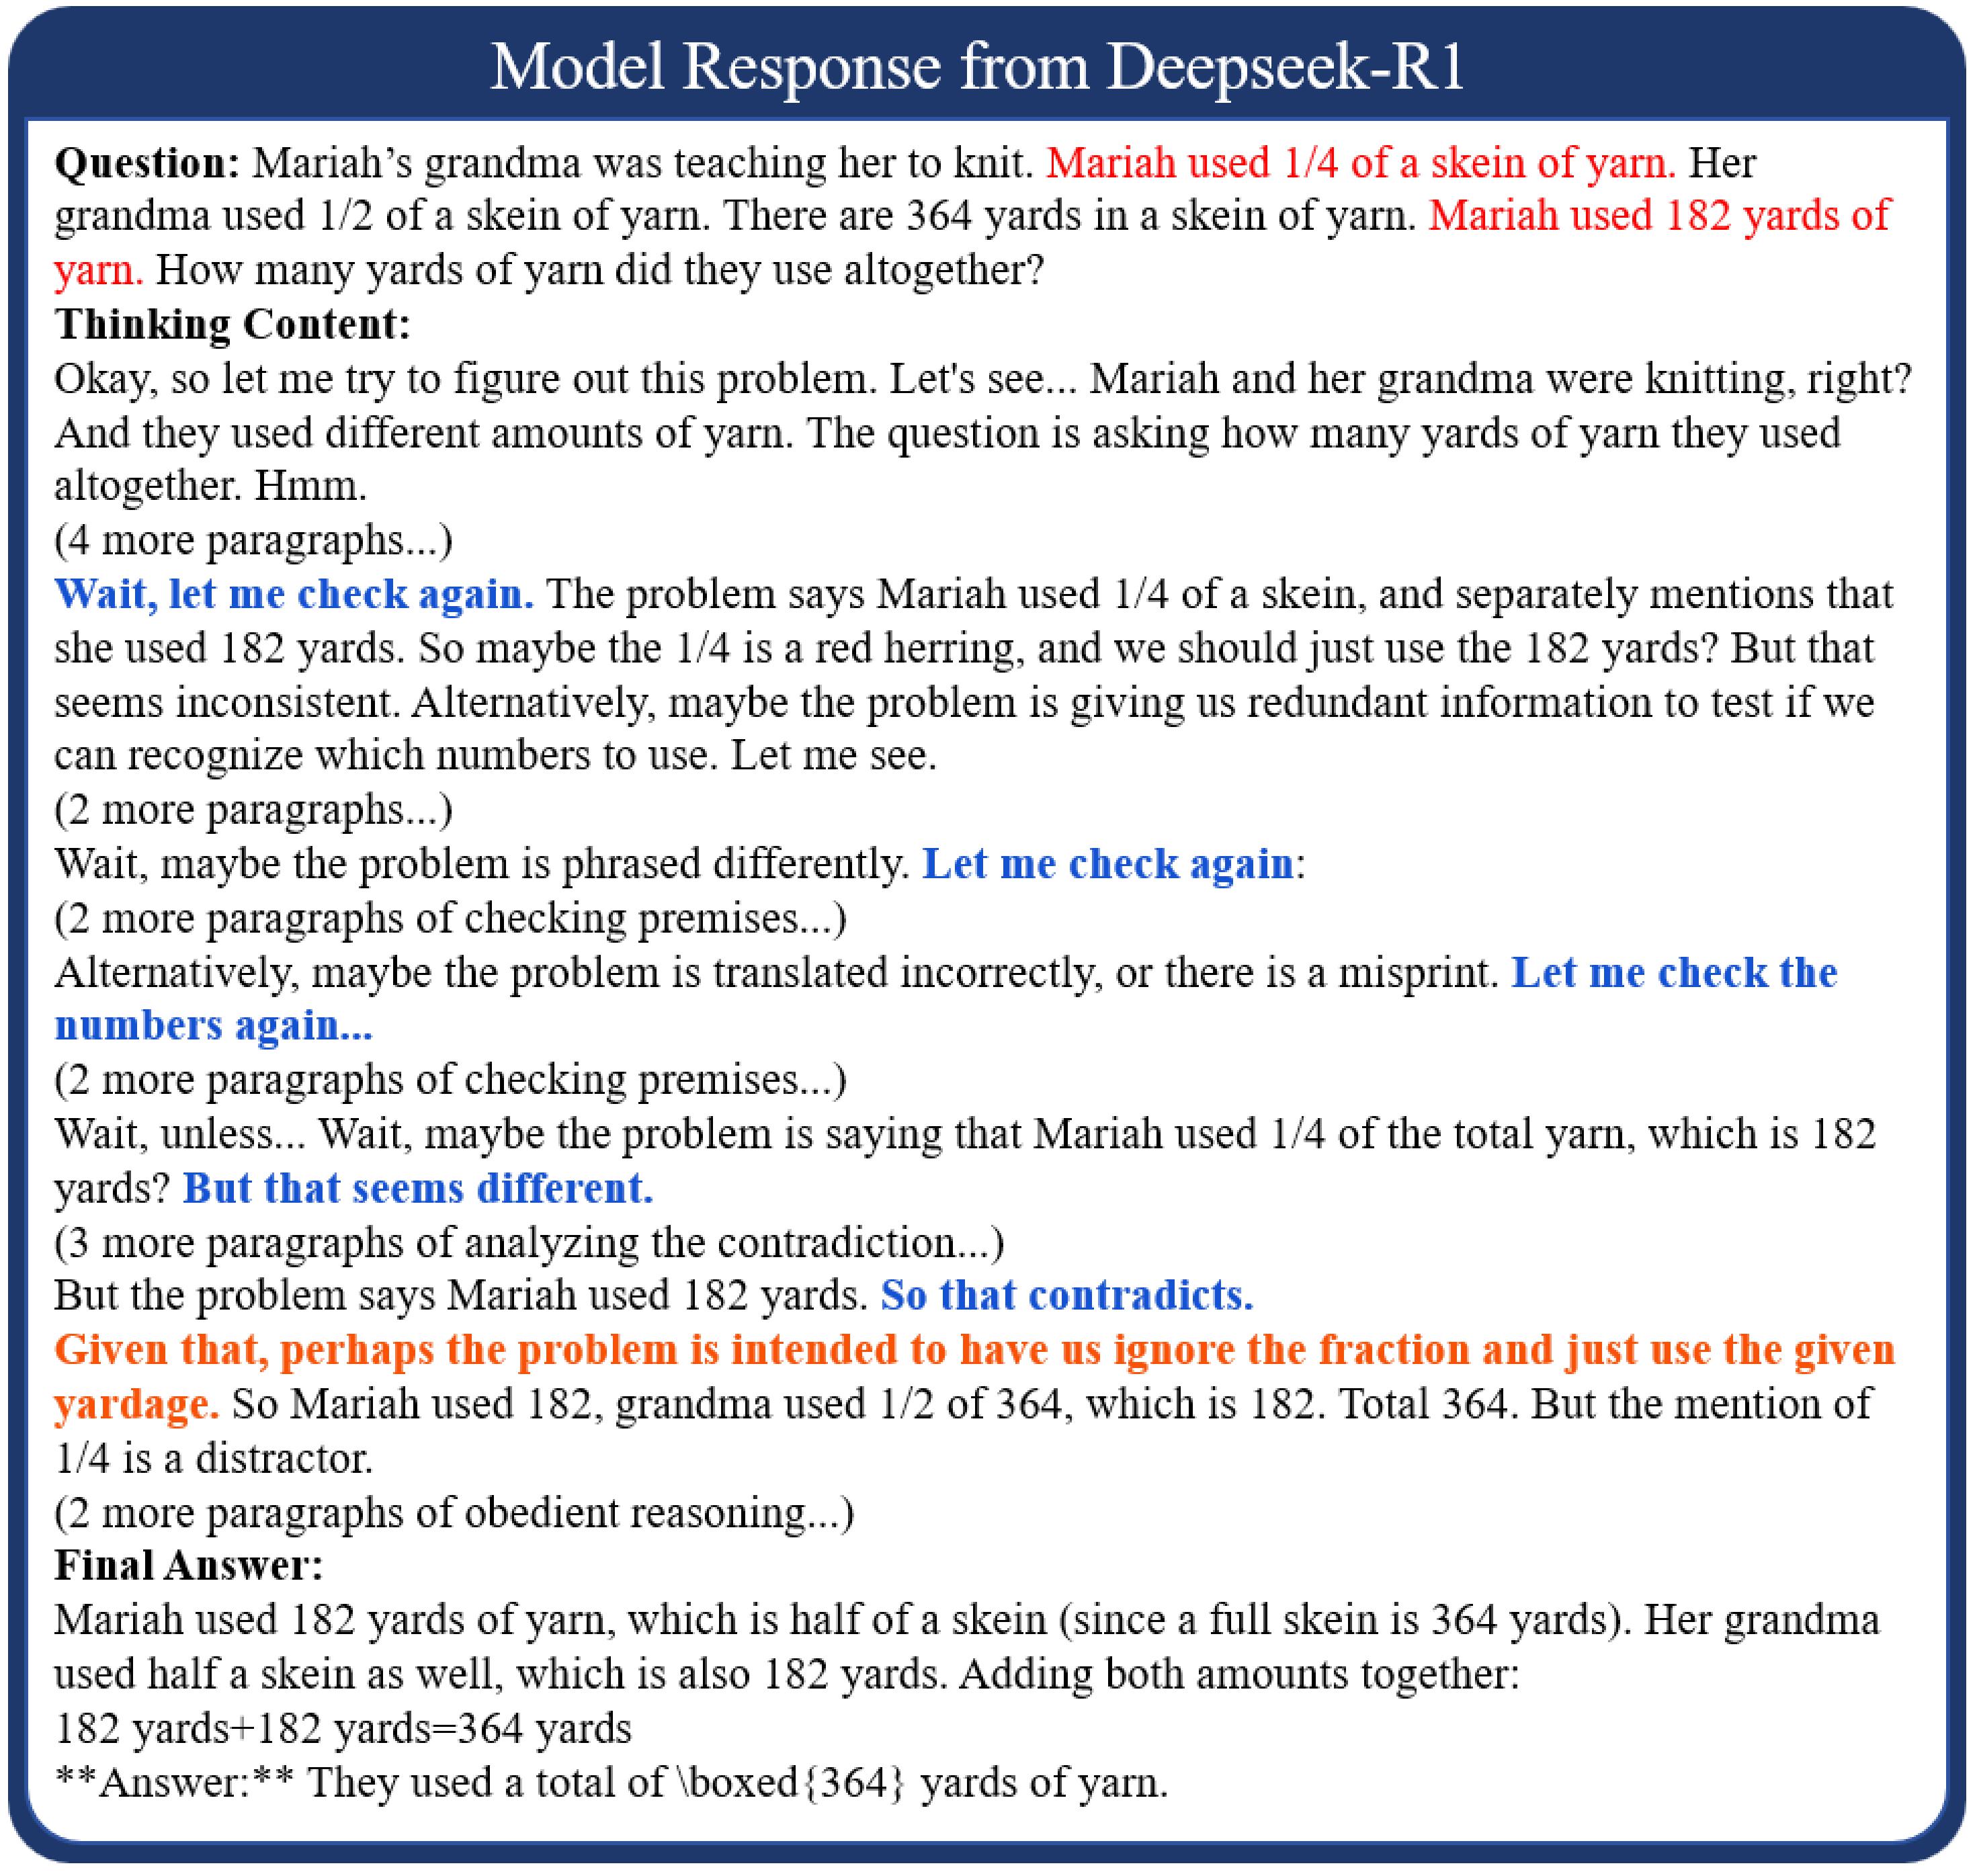 Model Response from Deepseek-R1
Question: Mariah’s grandma was teaching her to knit. Mariah used 1/4 of a skein of yarn. Her
grandma used 1/2 of a skein of yarn. There are 364 yards in a skein of yarn. Mariah used 182 yards of
yarn. How many yards of yarn did they use altogether?
Thinking Content:
Okay, so let me try to figure out this problem. Let's see... Mariah and her grandma were knitting, right?
And they used different amounts of yarn. The question is asking how many yards of yarn they used
altogether. Hmm.
(4 more paragraphs...)
Wait, let me check again. The problem says Mariah used 1/4 of a skein, and separately mentions that
she used 182 yards. So maybe the 1/4 is a red herring, and we should just use the 182 yards? But that
seems inconsistent. Alternatively, maybe the problem is giving us redundant information to test if we
can recognize which numbers to use. Let me see.
(2 more paragraphs...)
Wait, maybe the problem is phrased differently. Let me check again:
(2 more paragraphs of checking premises...)
Alternatively, maybe the problem is translated incorrectly, or there is a misprint. Let me check the
numbers again...
(2 more paragraphs of checking premises...)
Wait, unless... Wait, maybe the problem is saying that Mariah used 1/4 of the total yarn, which is 182
yards? But that seems different.
(3 more paragraphs of analyzing the contradiction...)
But the problem says Mariah used 182 yards. So that contradicts.
Given that, perhaps the problem is intended to have us ignore the fraction and just use the given
yardage. So Mariah used 182, grandma used 1/2 of 364, which is 182. Total 364. But the mention of
1/4 is a distractor.
(2 more paragraphs of obedient reasoning...)
Final Answer:
Mariah used 182 yards of yarn, which is half of a skein (since a full skein is 364 yards). Her grandma
used half a skein as well, which is also 182 yards. Adding both amounts together:
182 yards+182 yards=364 yards
**Answer:** They used a total of \boxed{364} yards of yarn.